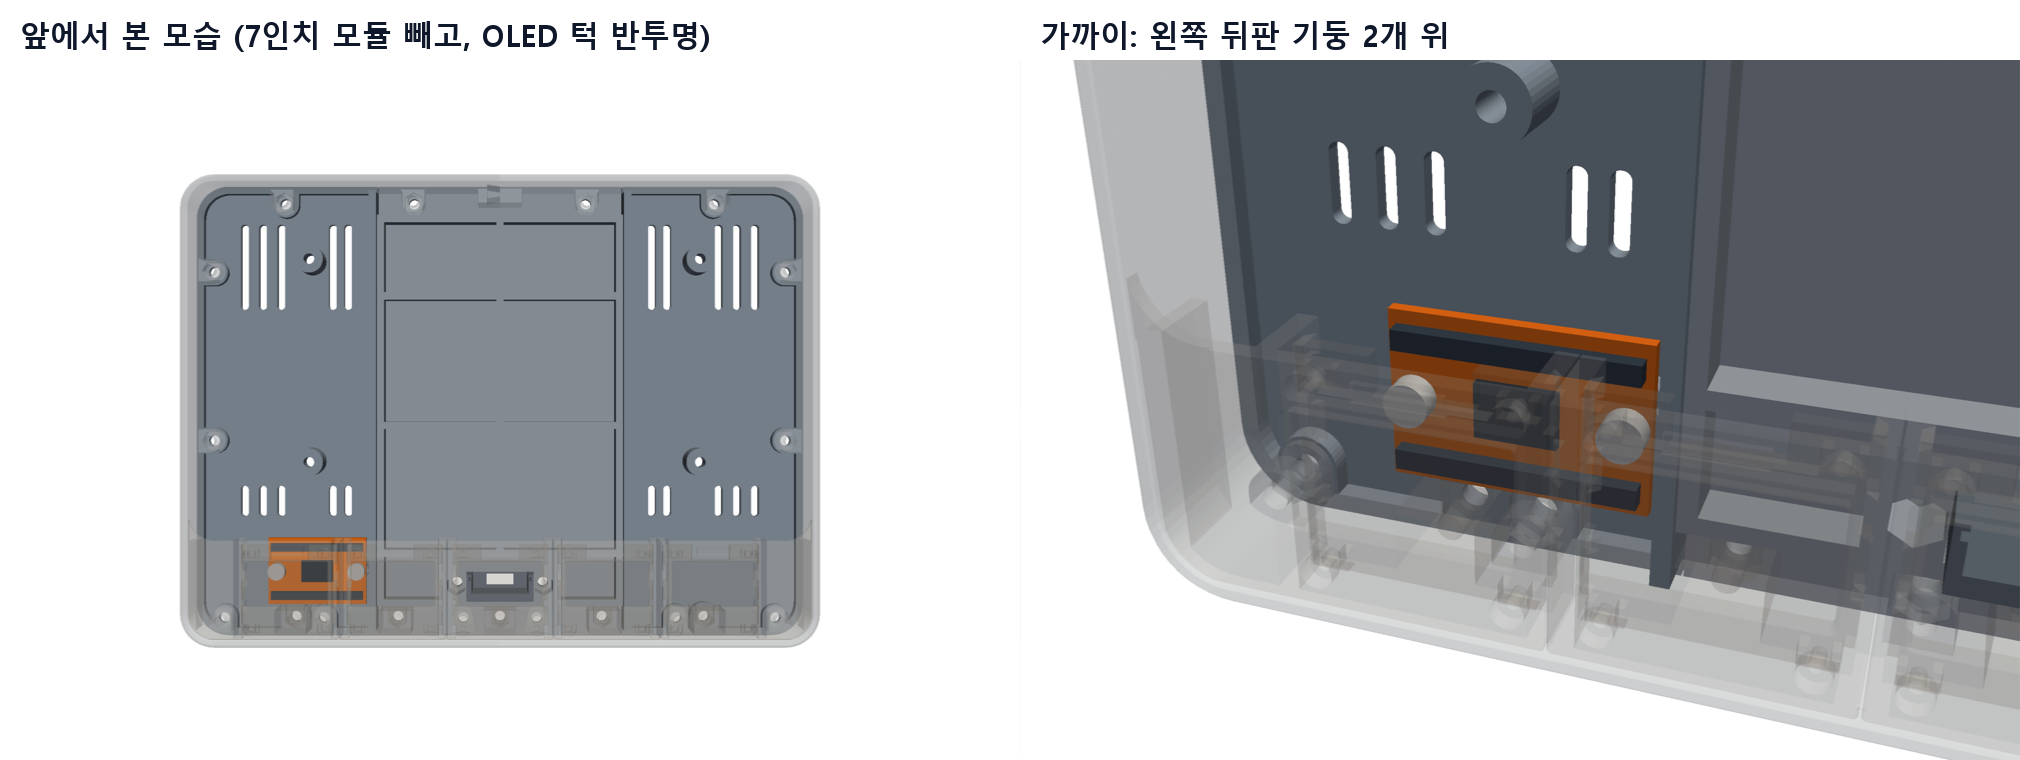 앞에서 본 모습 (7인치 모듈 빼고, OLED 턱 반투명)
가까이: 왼쪽 뒤판 기둥 2개 위